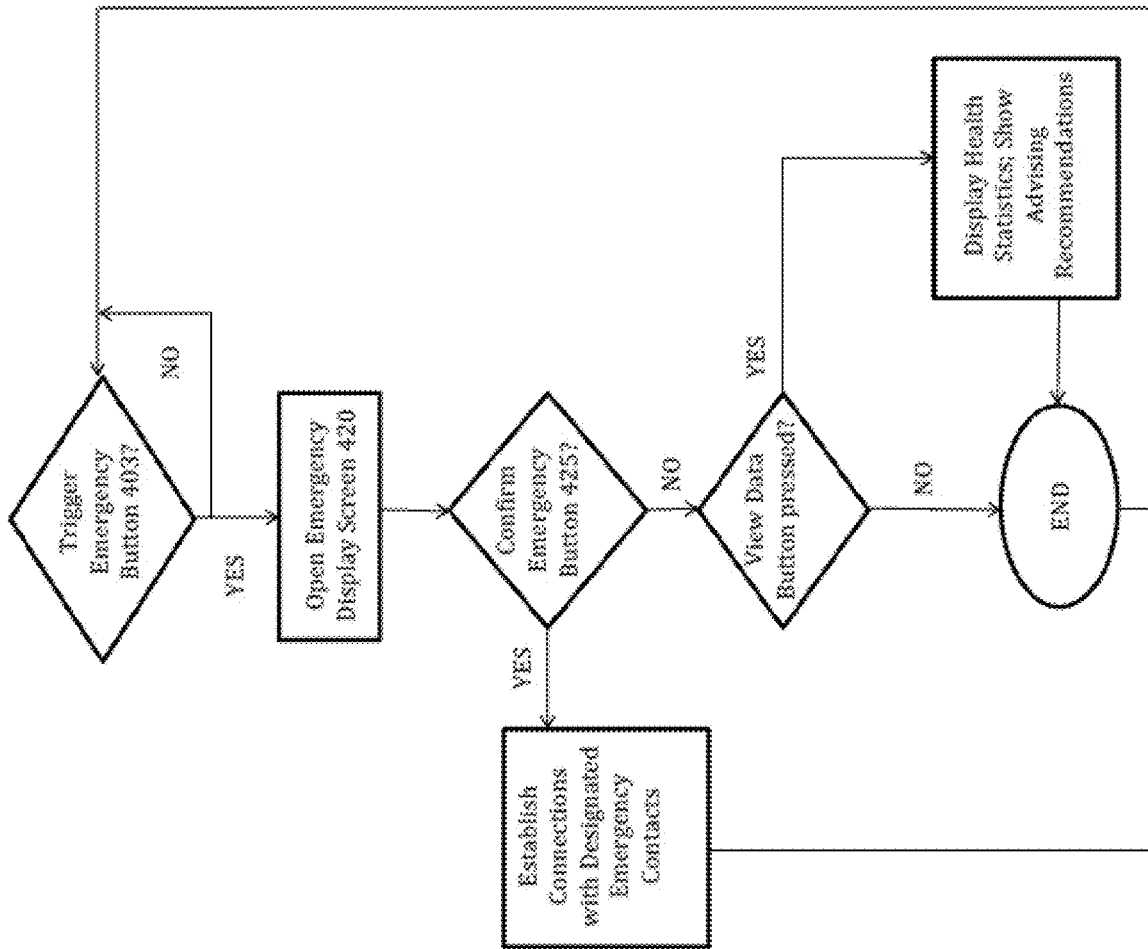 Trigger
Emergency
Button 403?
NO
YES
Open Emergency
Display Screen 420
Confirm
Emergency
Button 425?
YES
NO
Establish
Connections
with Designated
Emergency
Contacts
View Data
Button pressed?
YES
NO
Display Health
Statistics; Show
Advising
Recommendations
END